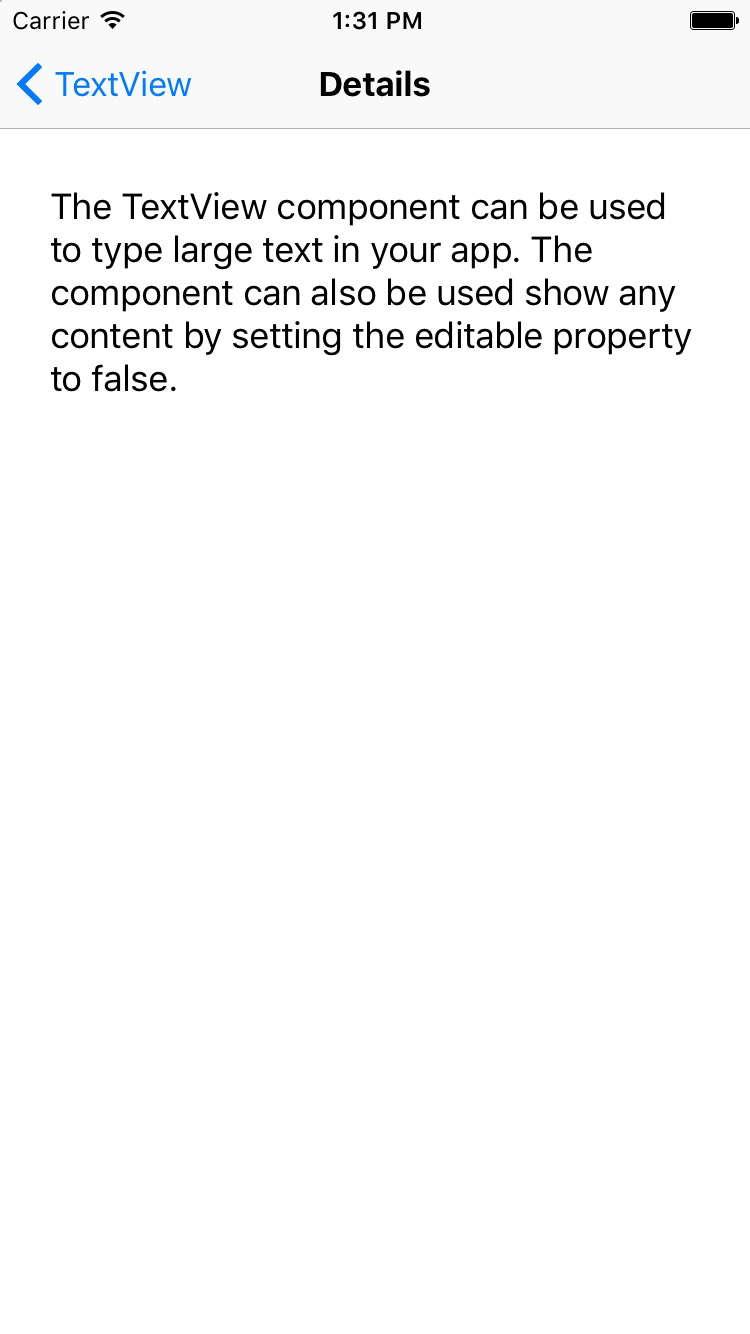 Carrier 1:31 PM
TextView Details
The TextView component can be used
to type large text in your app. The
component can also be used show any
content by setting the editable property
to false.